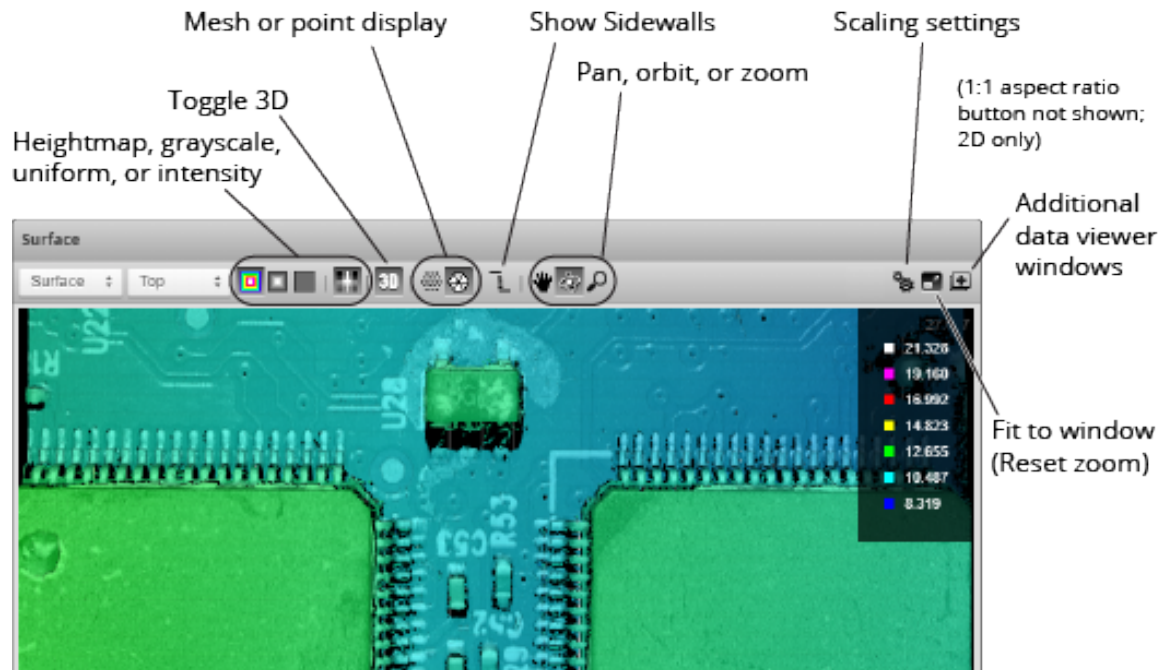 Mesh or point display
Show Sidewalls
Scaling settings
Pan, orbit, or zoom
(1:1 aspect ratio
button not shown;
2D only)
Toggle 3D
Heightmap, grayscale,
uniform, or intensity
Additional
data viewer
windows
Surface
Surface
Top
3D
21.328
19.160
16.992
14.823
12.655
10.487
8.319
Fit to window
(Reset zoom)
U28
R53
C53